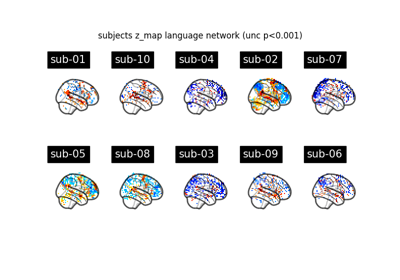 subjects z_map language network (unc p<0.001)
sub-01 sub-10 sub-04 sub-02 sub-07
sub-05 sub-08 sub-03 sub-09 sub-06